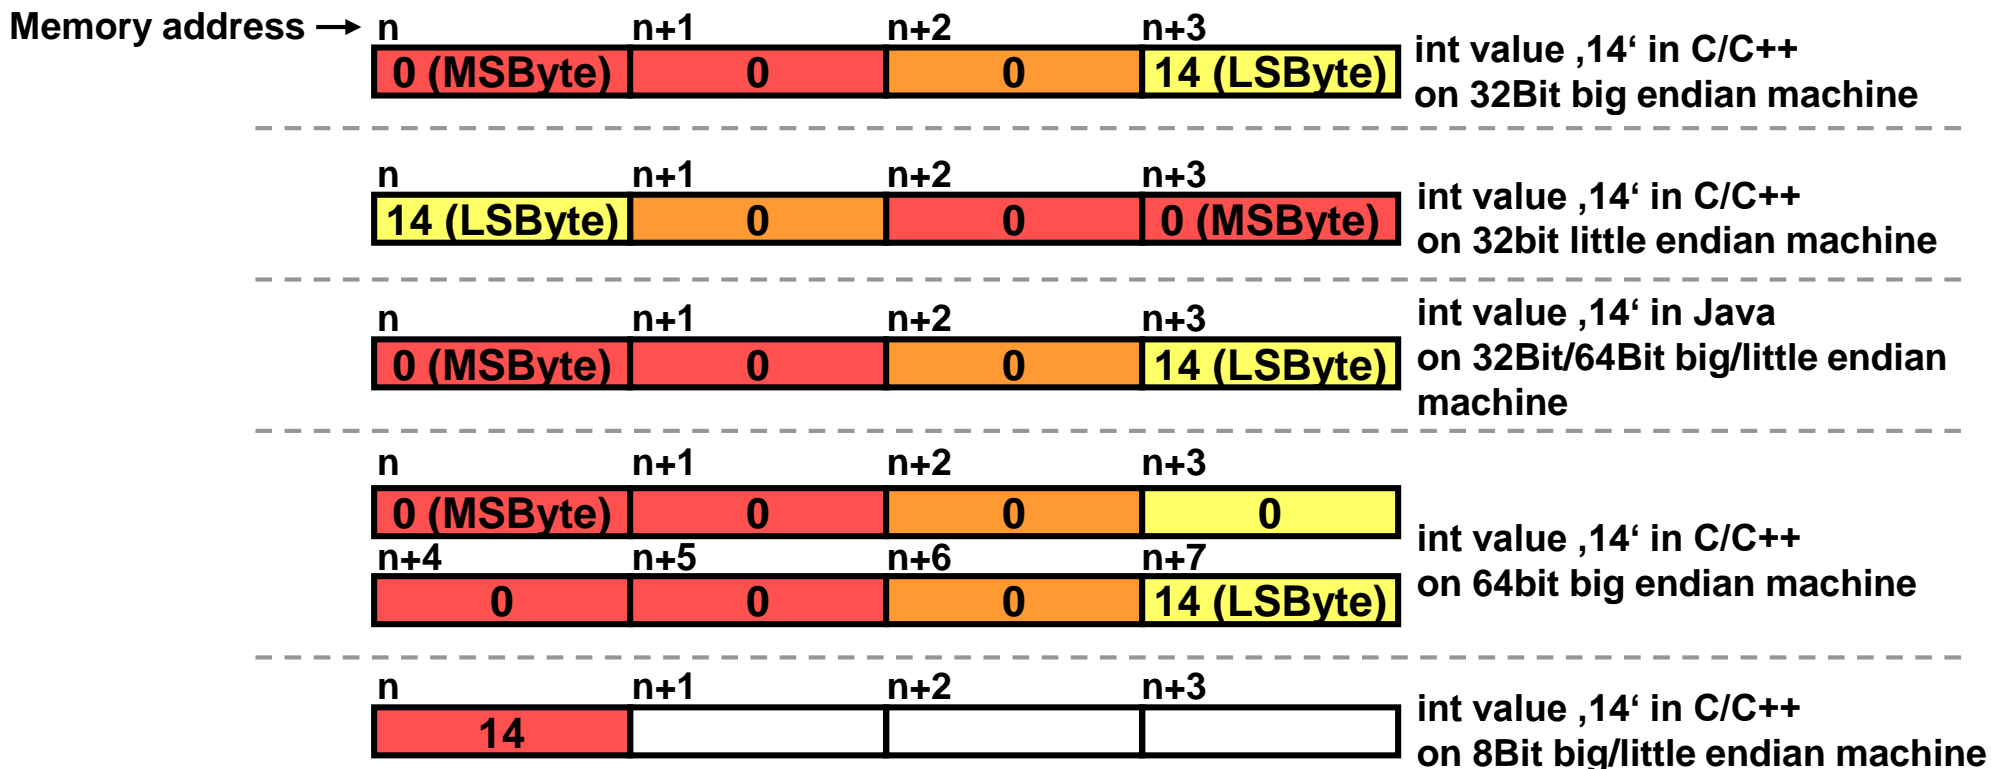 Memory address → n n+1 n+2 n+3
0 (MSByte) 0 0 14 (LSByte)
int value ‚14‘ in C/C++
on 32Bit big endian machine
n n+1 n+2 n+3
14 (LSByte) 0 0 0 (MSByte)
int value ‚14‘ in C/C++
on 32bit little endian machine
n n+1 n+2 n+3
0 (MSByte) 0 0 14 (LSByte)
int value ‚14‘ in Java
on 32Bit/64Bit big/little endian
machine
n n+1 n+2 n+3
0 (MSByte) 0 0 0
n+4 n+5 n+6 n+7
0 0 0 14 (LSByte)
int value ‚14‘ in C/C++
on 64bit big endian machine
n n+1 n+2 n+3
14
int value ‚14‘ in C/C++
on 8Bit big/little endian machine